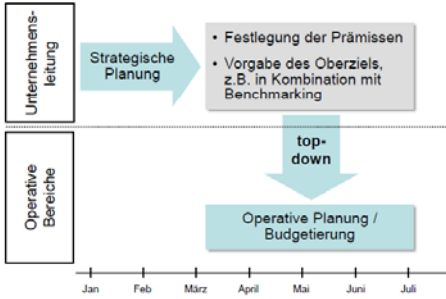 Unternehmens-
leitung
Strategische
Planung
• Festlegung der Prämissen
• Vorgabe des Oberziels,
z.B. in Kombination mit
Benchmarking
top-
down
Operative
Bereiche
Operative Planung /
Budgetierung
Jan Feb März April Mai Juni Juli